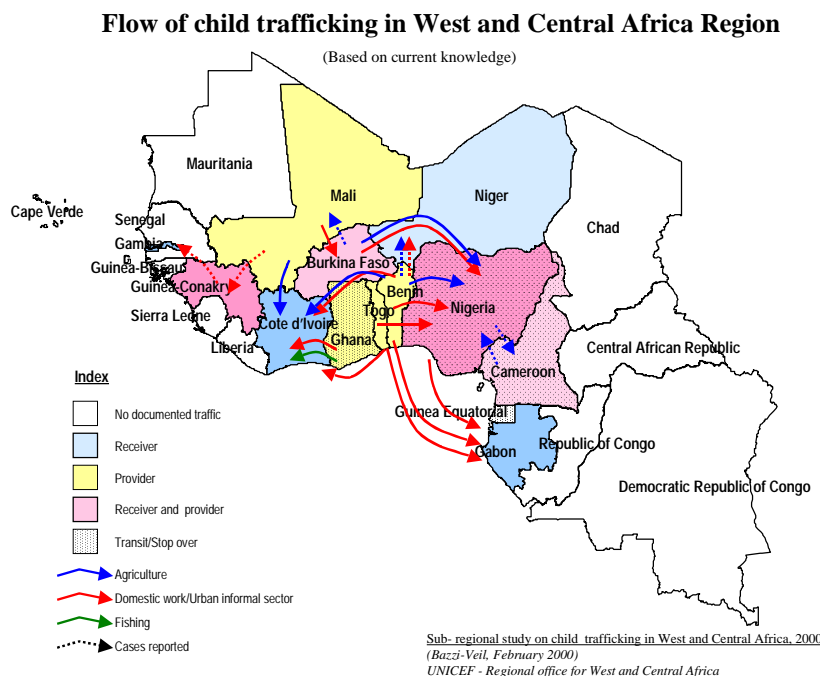 Flow of child trafficking in West and Central Africa Region
(Based on current knowledge)
Mauritania
Mali
Niger
Cape Verde
Chad
Senegal
Gambia
Guinea-Bissau
Burkina Faso
Guinea-Conakry
Benin
Nigeria
Togo
Sierra Leone
Cote d'Ivoire
Ghana
Liberia
Central African Republic
Cameroon
Guinea Equatorial
Gabon
Republic of Congo
Democratic Republic of Congo
Index
No documented traffic
Receiver
Provider
Receiver and provider
Transit/Stop over
Agriculture
Domestic work/Urban informal sector
Fishing
Cases reported
Sub- regional study on child trafficking in West and Central Africa, 2000
(Bazzi-Veil, February 2000)
UNICEF - Regional office for West and Central Africa